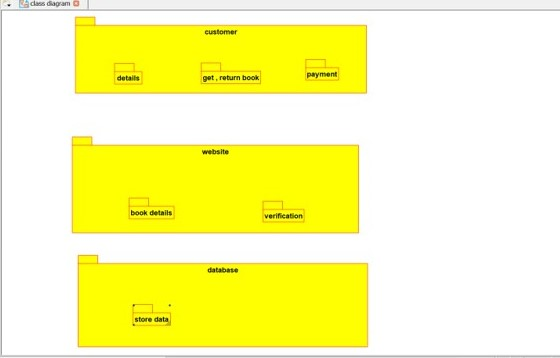 class diagram
customer
details
get , return book
payment
website
book details
verification
database
store data